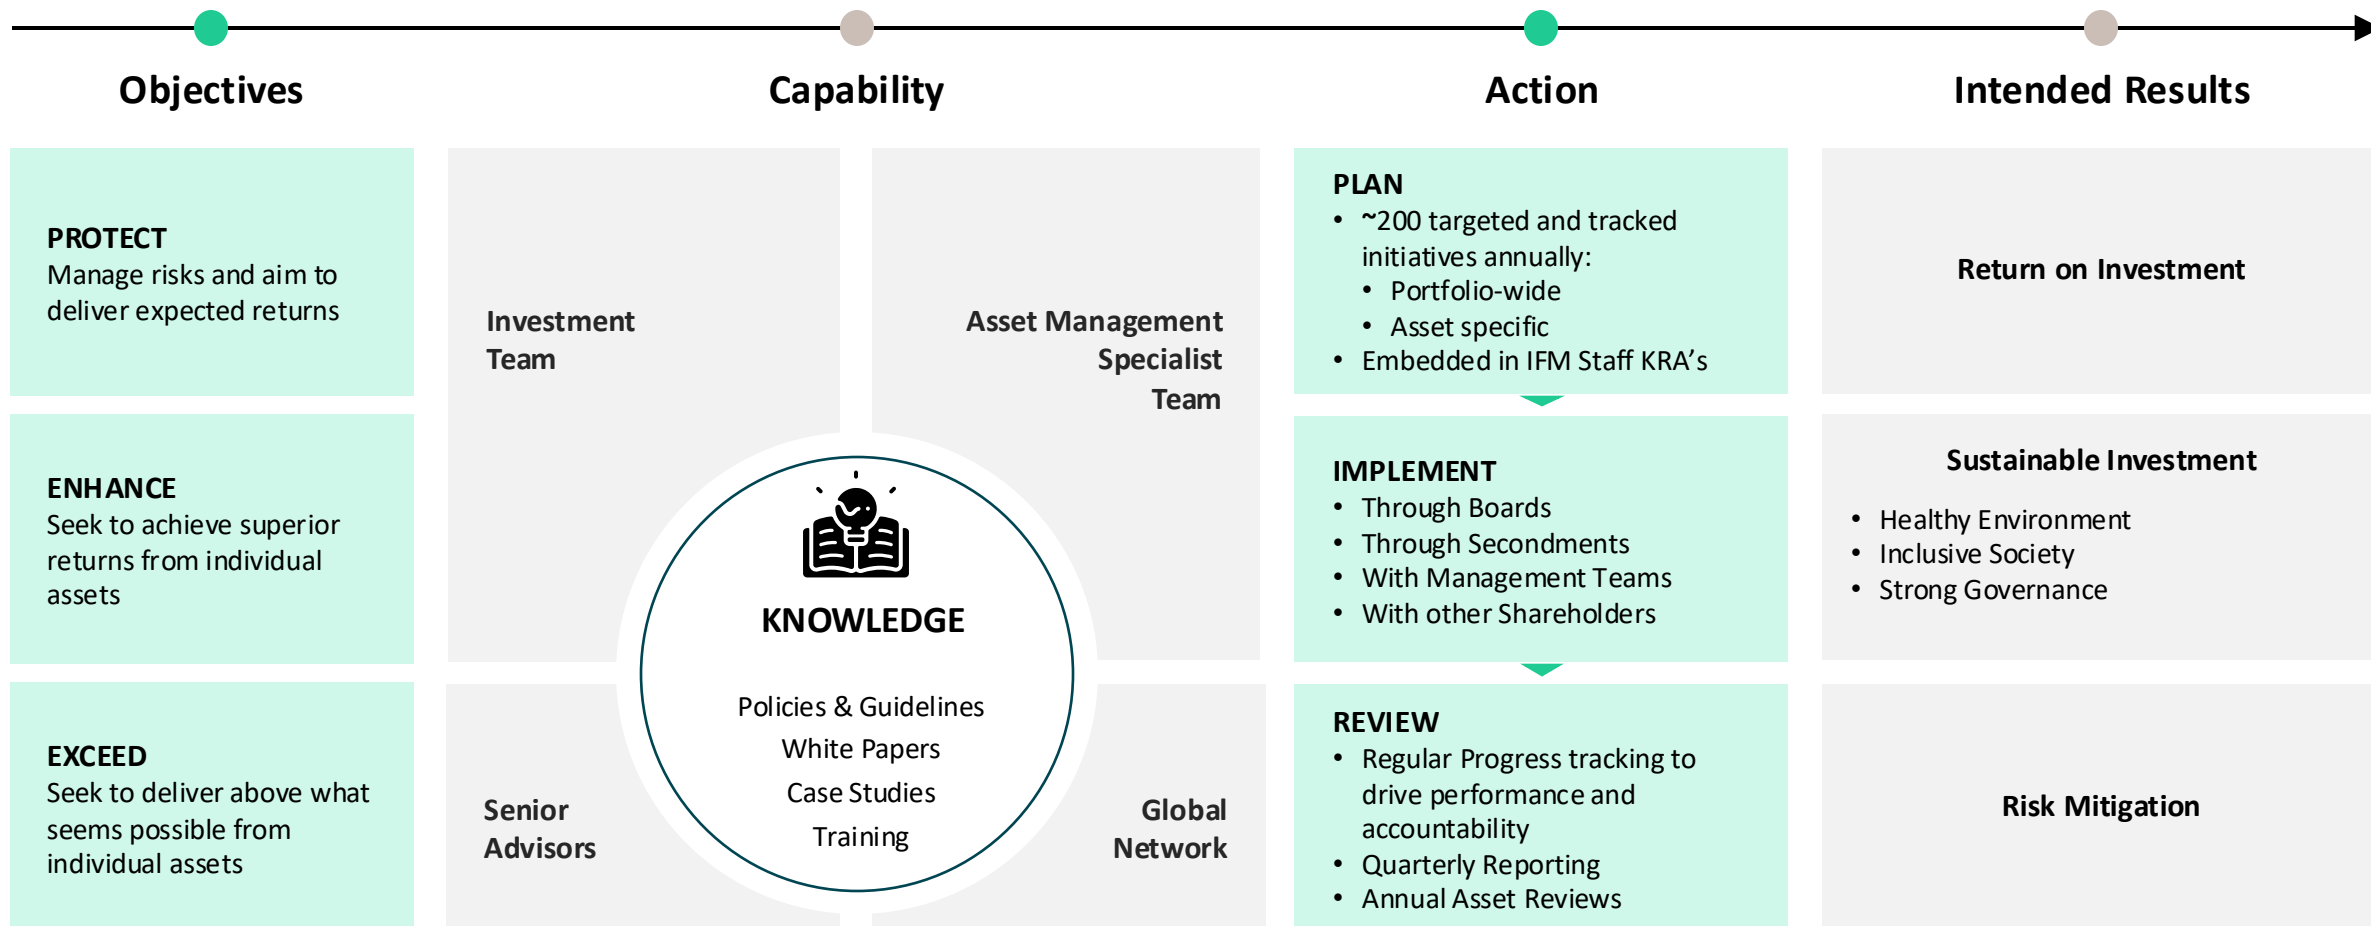 Objectives
Capability
Action
Intended Results
PROTECT
Manage risks and aim to
deliver expected returns
ENHANCE
Seek to achieve superior
returns from individual
assets
EXCEED
Seek to deliver above what
seems possible from
individual assets
Investment
Team
Asset Management
Specialist
Team
KNOWLEDGE
Policies & Guidelines
White Papers
Case Studies
Training
Senior
Advisors
Global
Network
PLAN
• ~200 targeted and tracked
initiatives annually:
• Portfolio-wide
• Asset specific
• Embedded in IFM Staff KRA’s
IMPLEMENT
• Through Boards
• Through Secondments
• With Management Teams
• With other Shareholders
REVIEW
• Regular Progress tracking to
drive performance and
accountability
• Quarterly Reporting
• Annual Asset Reviews
Return on Investment
Sustainable Investment
• Healthy Environment
• Inclusive Society
• Strong Governance
Risk Mitigation